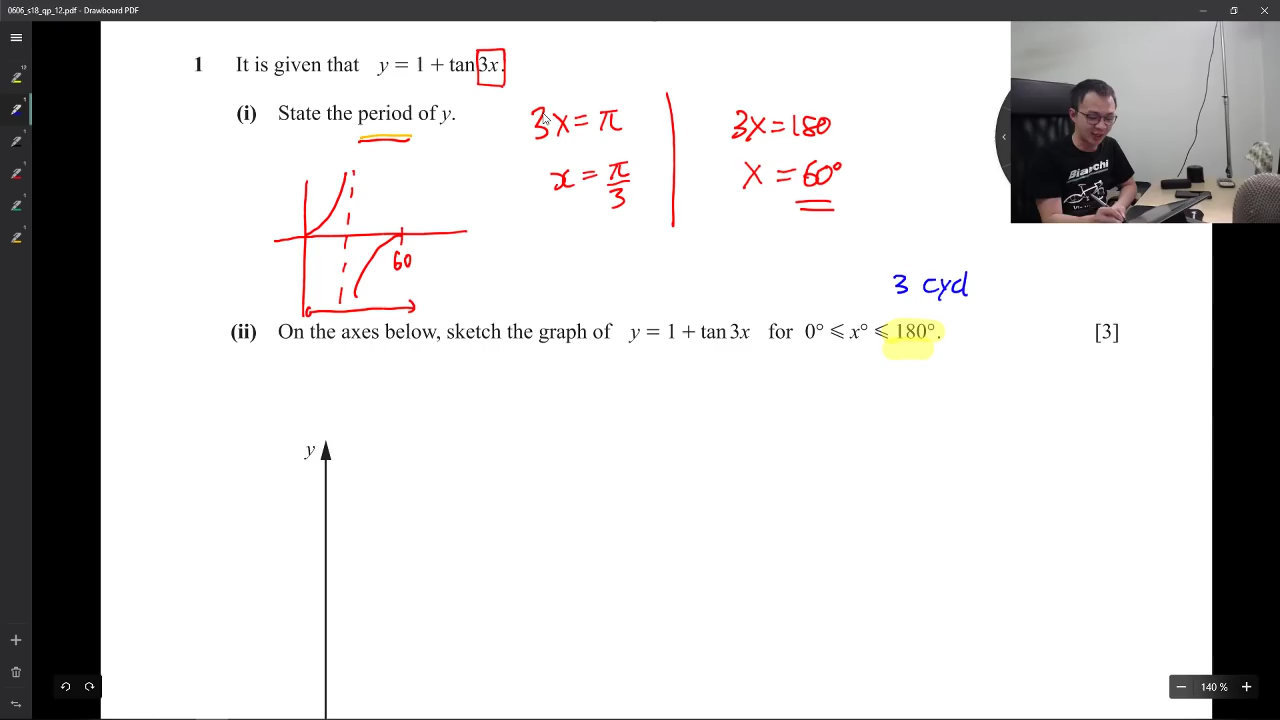 0606_s18_qp_12.pdf - Drawboard PDF
1 It is given that y = 1 + tan 3x.
(i) State the period of y.
3x = π
x = π/3
3x = 180
x = 60°
60
3 cycl
(ii) On the axes below, sketch the graph of y = 1 + tan 3x for 0° ⩽ x° ⩽ 180°. [3]
y
Bianchi
140 %